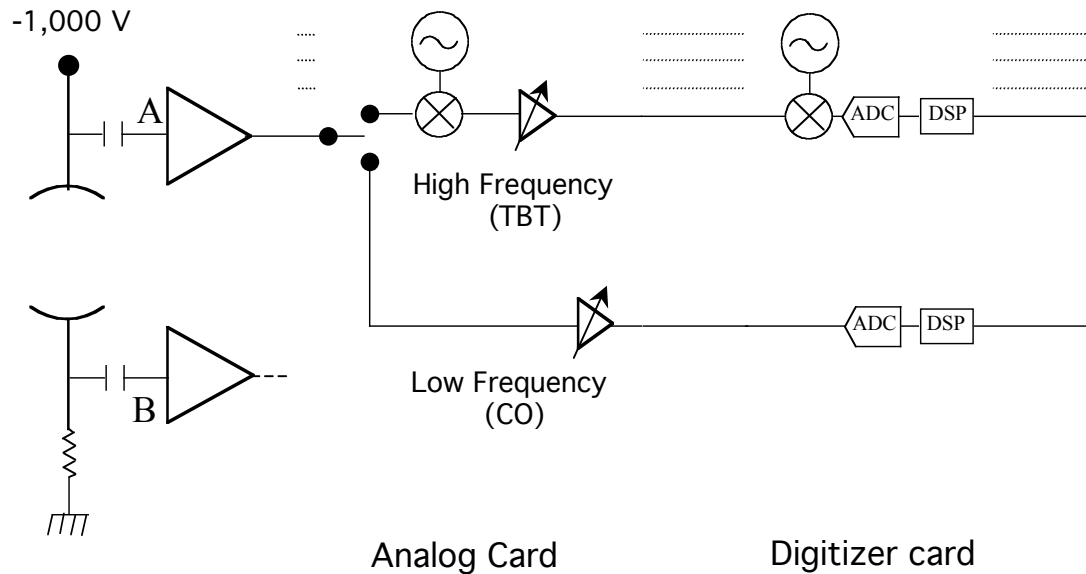 -1,000 V
A
ADC
DSP
High Frequency
(TBT)
ADC
DSP
Low Frequency
(CO)
B
Analog Card
Digitizer card